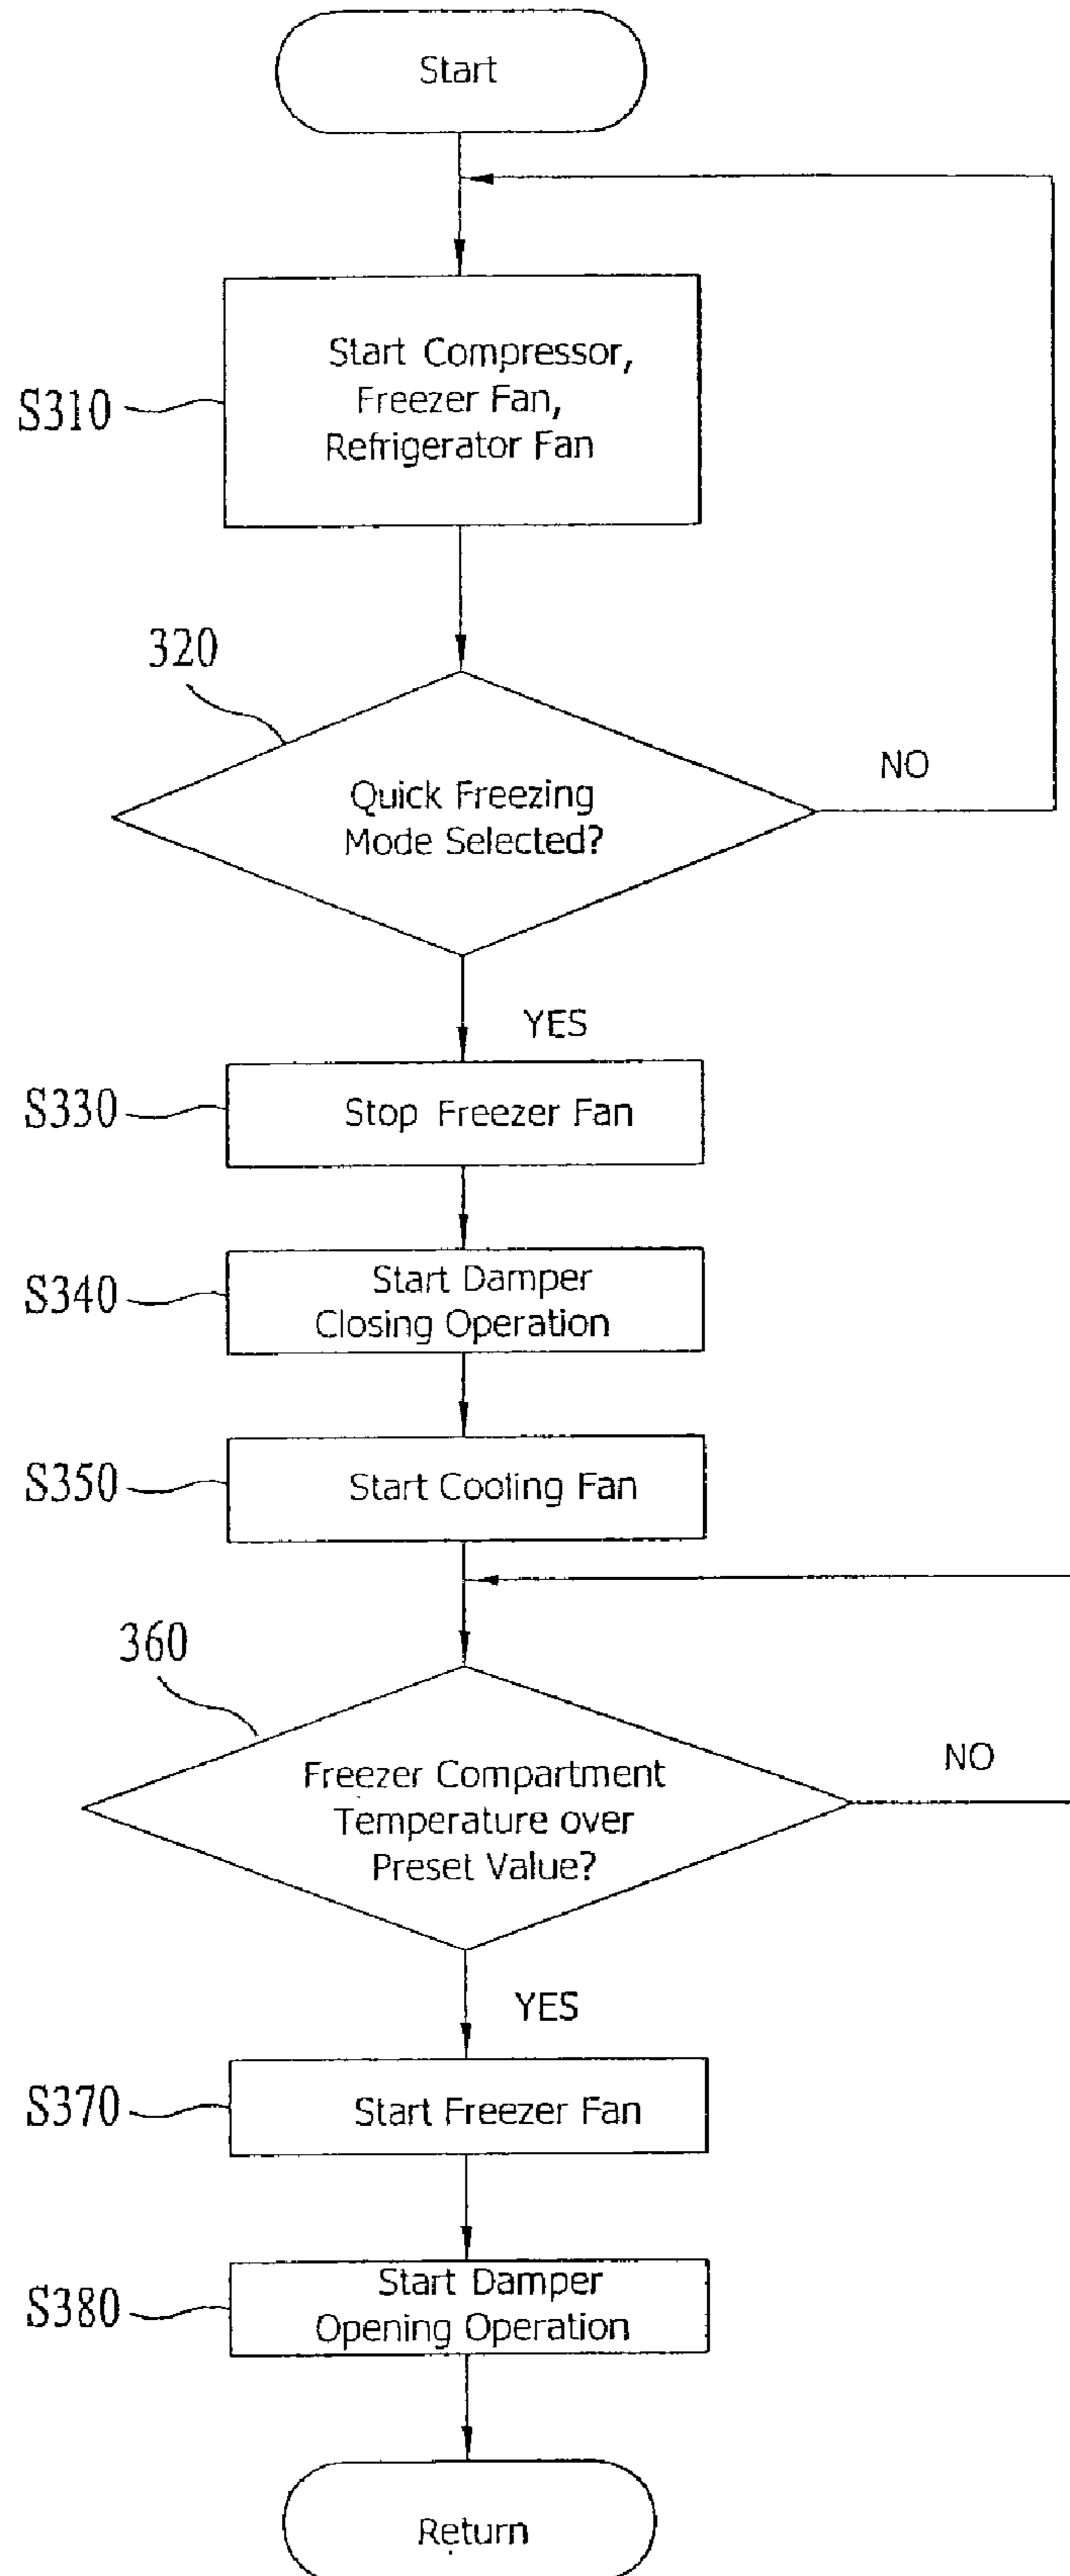 Start
S310
Start Compressor,
Freezer Fan,
Refrigerator Fan
320
Quick Freezing
Mode Selected?
NO
YES
S330
Stop Freezer Fan
S340
Start Damper
Closing Operation
S350
Start Cooling Fan
360
Freezer Compartment
Temperature over
Preset Value?
NO
YES
S370
Start Freezer Fan
S380
Start Damper
Opening Operation
Return